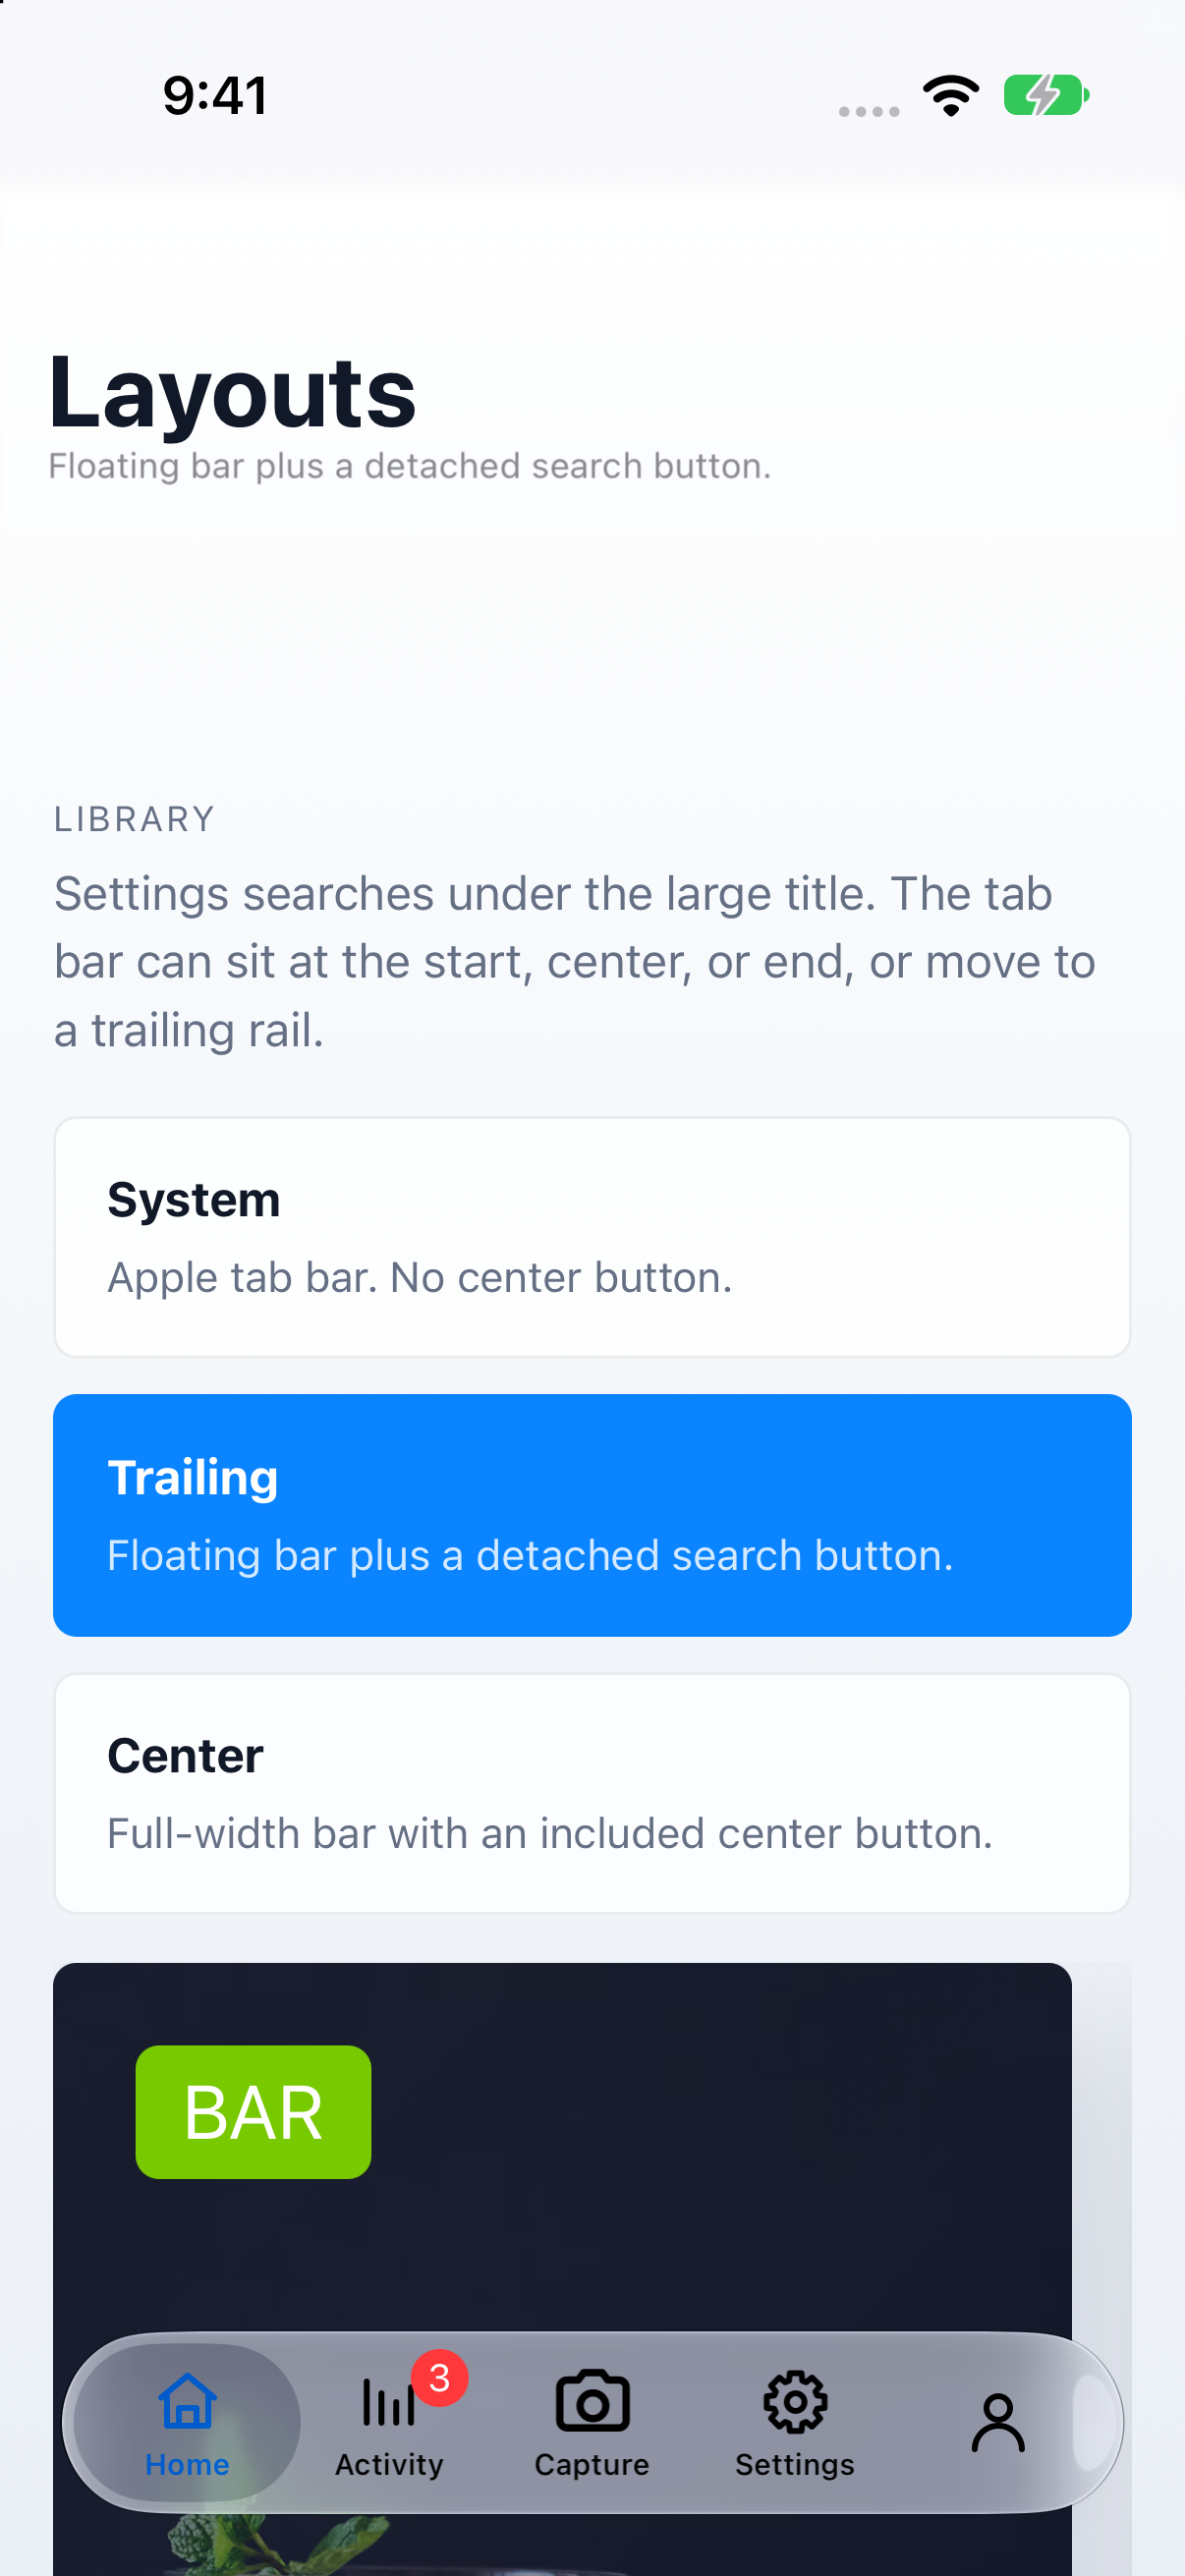 9:41
Layouts
Floating bar plus a detached search button.
LIBRARY
Settings searches under the large title. The tab
bar can sit at the start, center, or end, or move to
a trailing rail.
System
Apple tab bar. No center button.
Trailing
Floating bar plus a detached search button.
Center
Full-width bar with an included center button.
BAR
3
Home
Activity
Capture
Settings